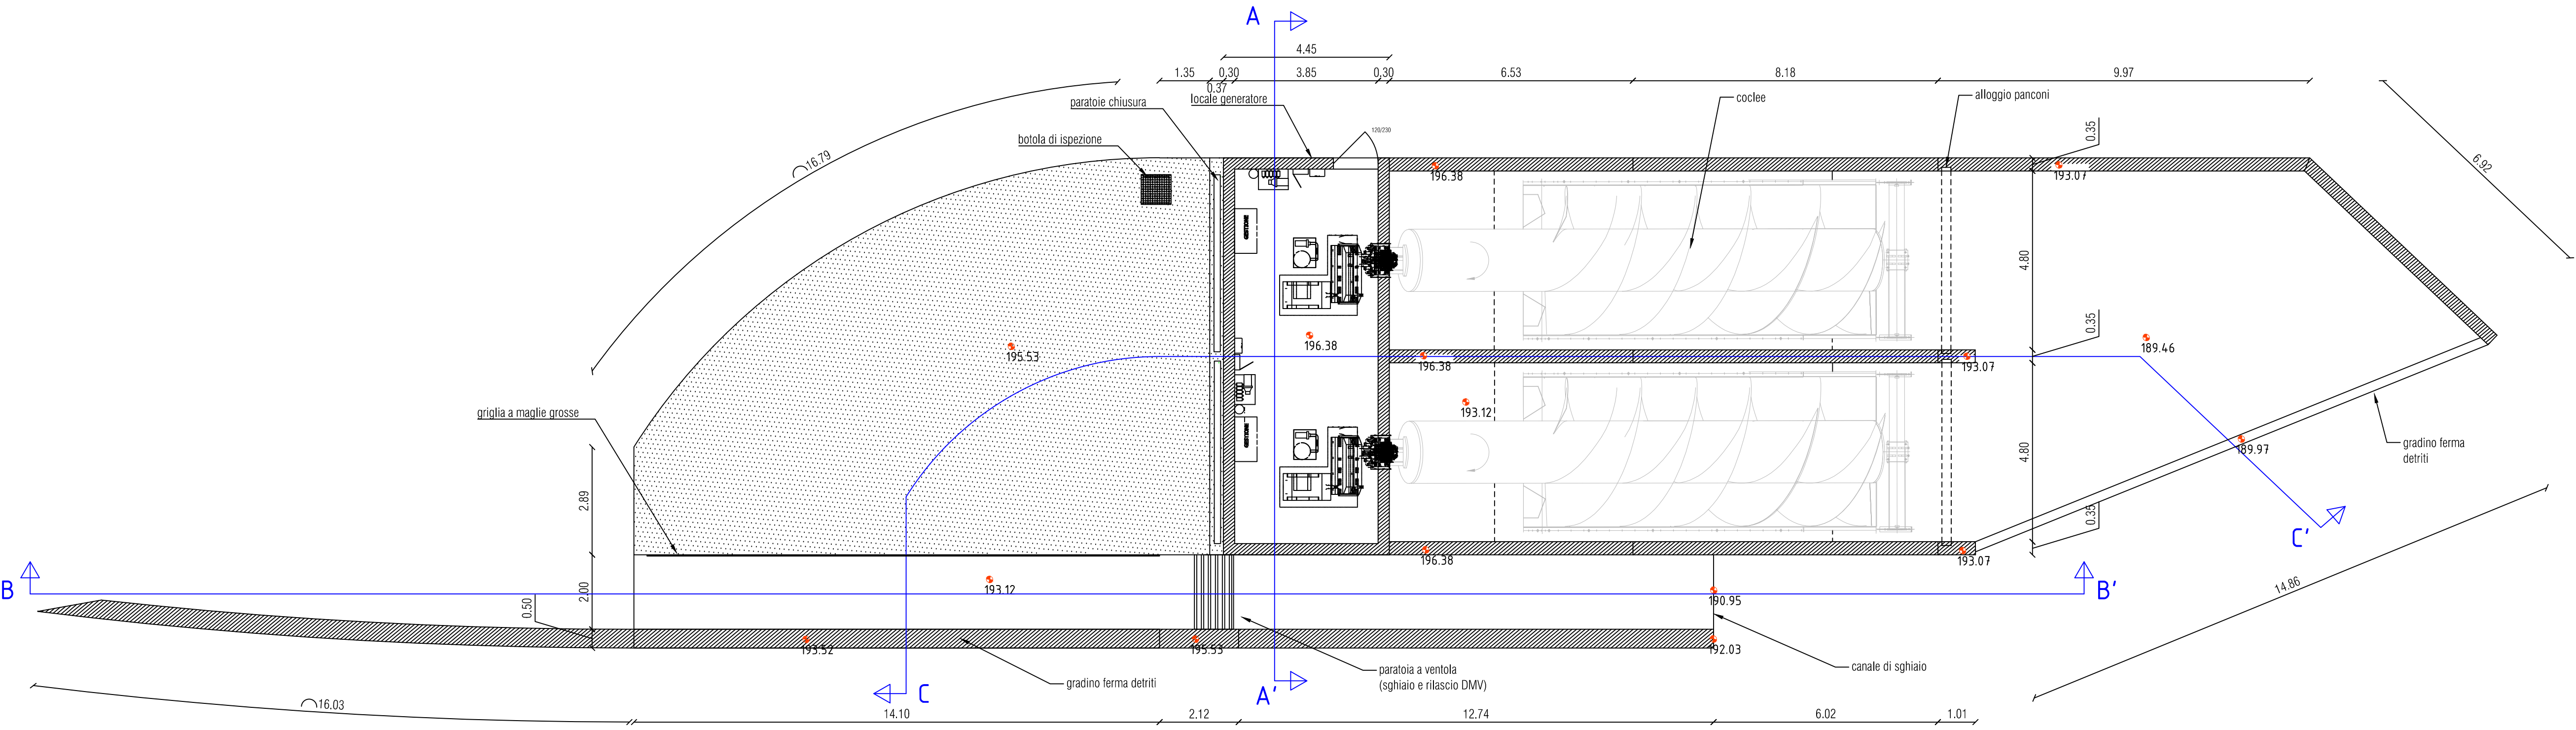 A
4.45
1.35
0.30
3.85
0.30
6.53
8.18
9.97
0.37
locale generatore
paratoie chiusura
coclee
alloggio panconi
botola di ispezione
120/230
0.35
16.79
6.92
196.38
193.07
GESTIONE
4.80
195.53
196.38
196.38
193.07
0.35
189.46
griglia a maglie grosse
193.12
GESTIONE
4.80
189.97
gradino ferma
detriti
2.89
0.35
C'
196.38
193.07
B
2.00
0.50
193.12
190.95
B'
14.86
193.52
195.53
192.03
gradino ferma detriti
paratoia a ventola
(sghiaio e rilascio DMV)
canale di sghiaio
C
A'
16.03
14.10
2.12
12.74
6.02
1.01